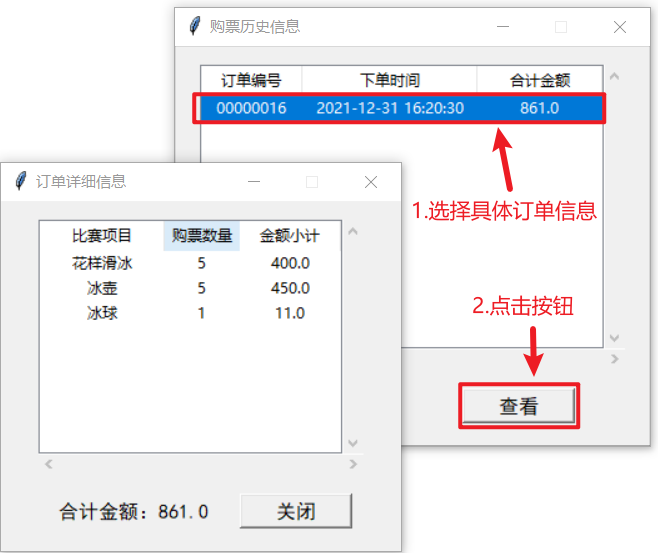 购票历史信息
订单编号 下单时间 合计金额
00000016 2021-12-31 16:20:30 861.0
1.选择具体订单信息
2.点击按钮
查看
订单详细信息
比赛项目 购票数量 金额小计
花样滑冰 5 400.0
冰壶 5 450.0
冰球 1 11.0
合计金额：861.0 关闭